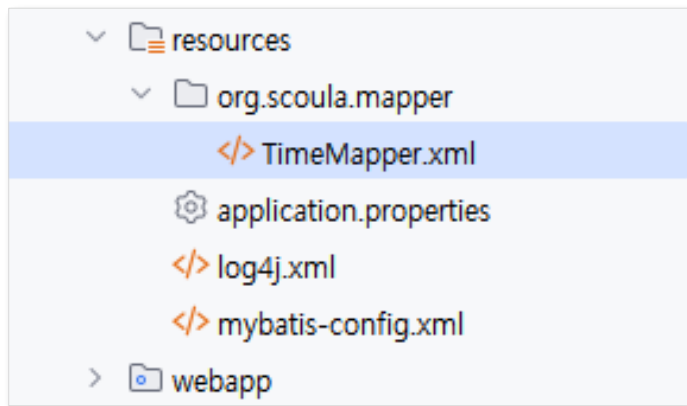 resources
org.scoula.mapper
</> TimeMapper.xml
application.properties
</> log4j.xml
</> mybatis-config.xml
webapp